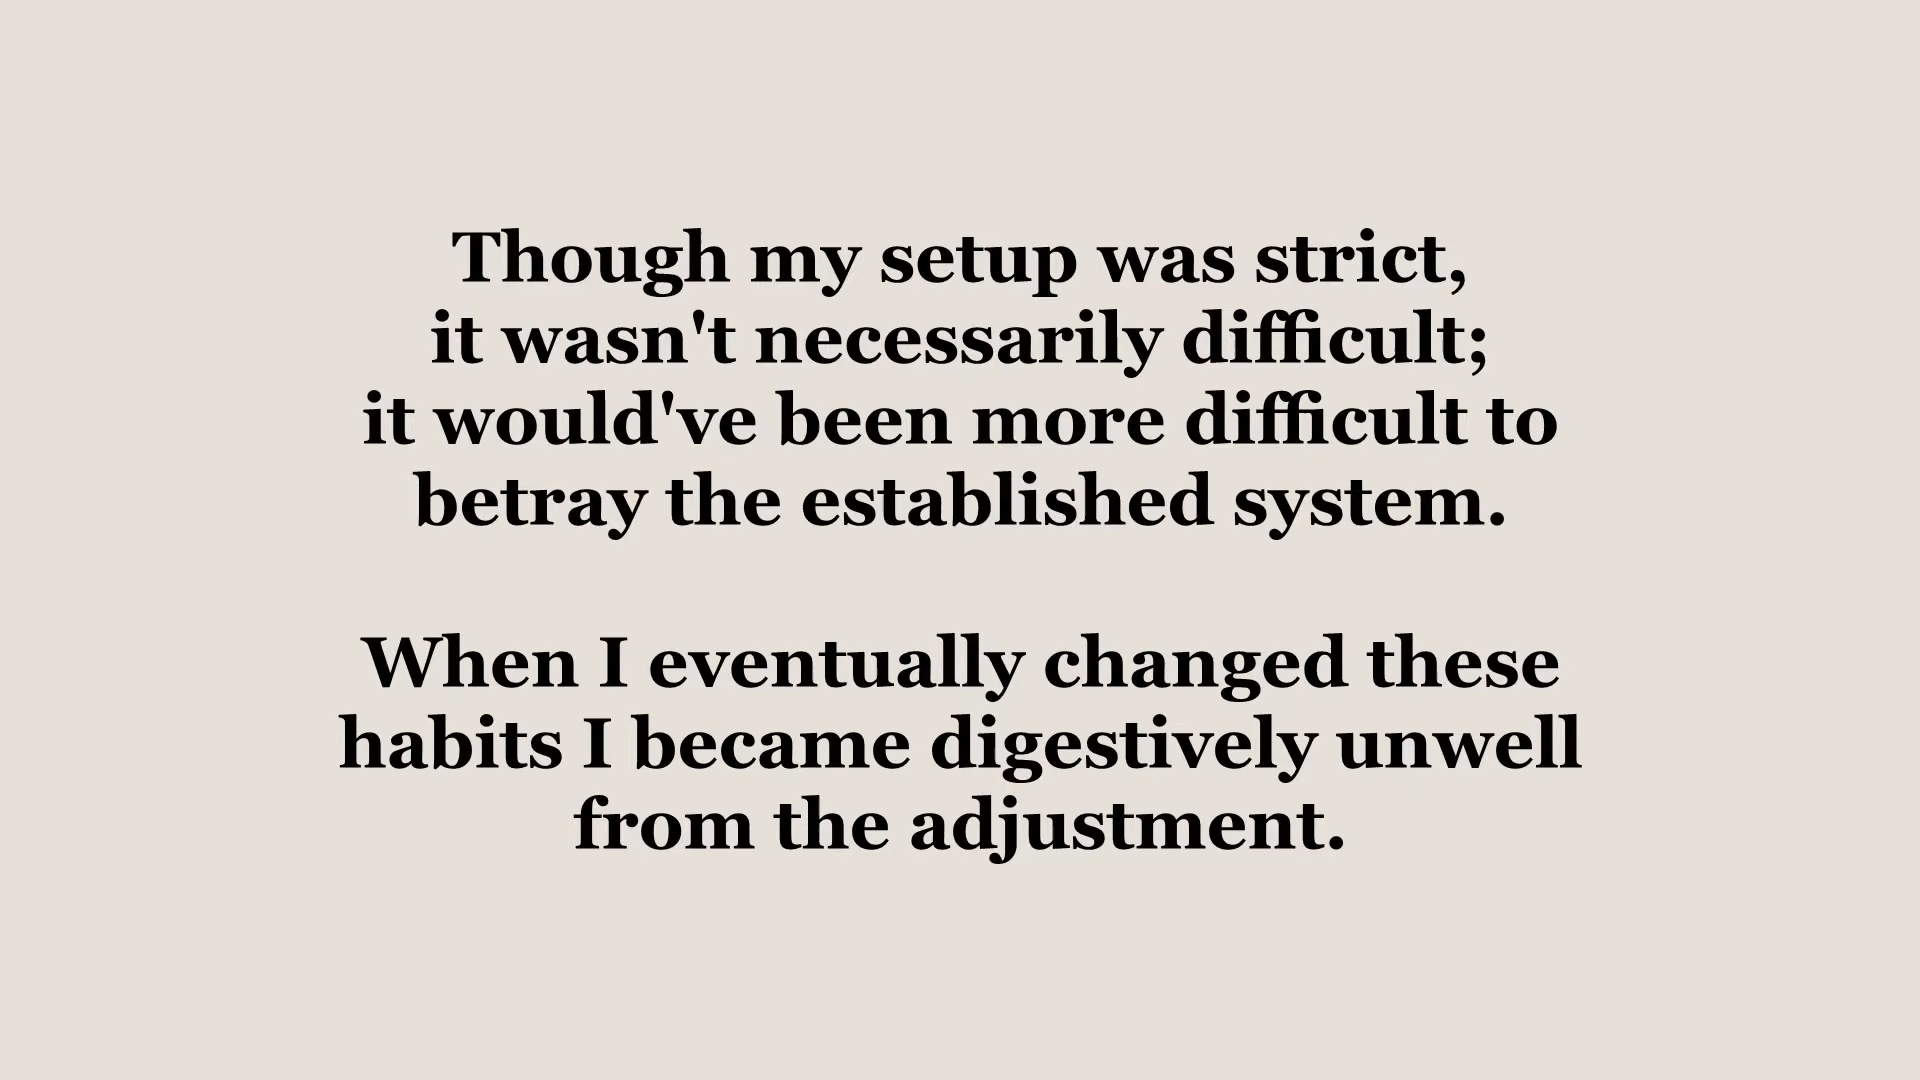 Though my setup was strict,
it wasn't necessarily difficult;
it would've been more difficult to
betray the established system.
When I eventually changed these
habits I became digestively unwell
from the adjustment.